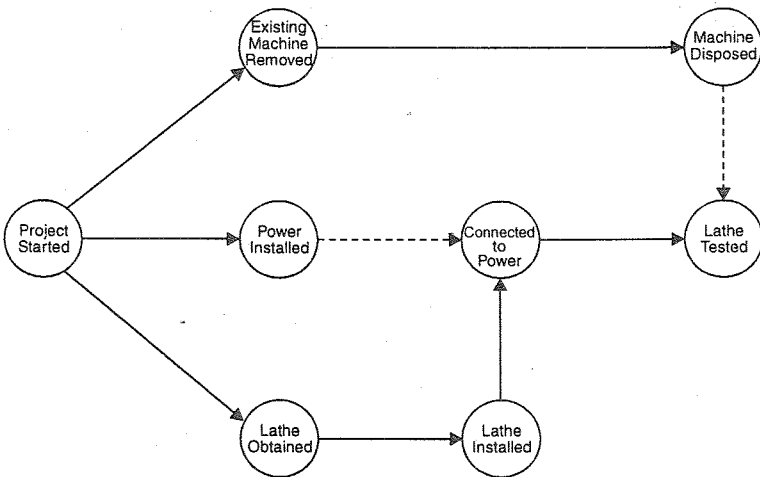 Existing
Machine
Removed
Machine
Disposed
Project
Started
Power
Installed
Connected
to
Power
Lathe
Tested
Lathe
Obtained
Lathe
Installed